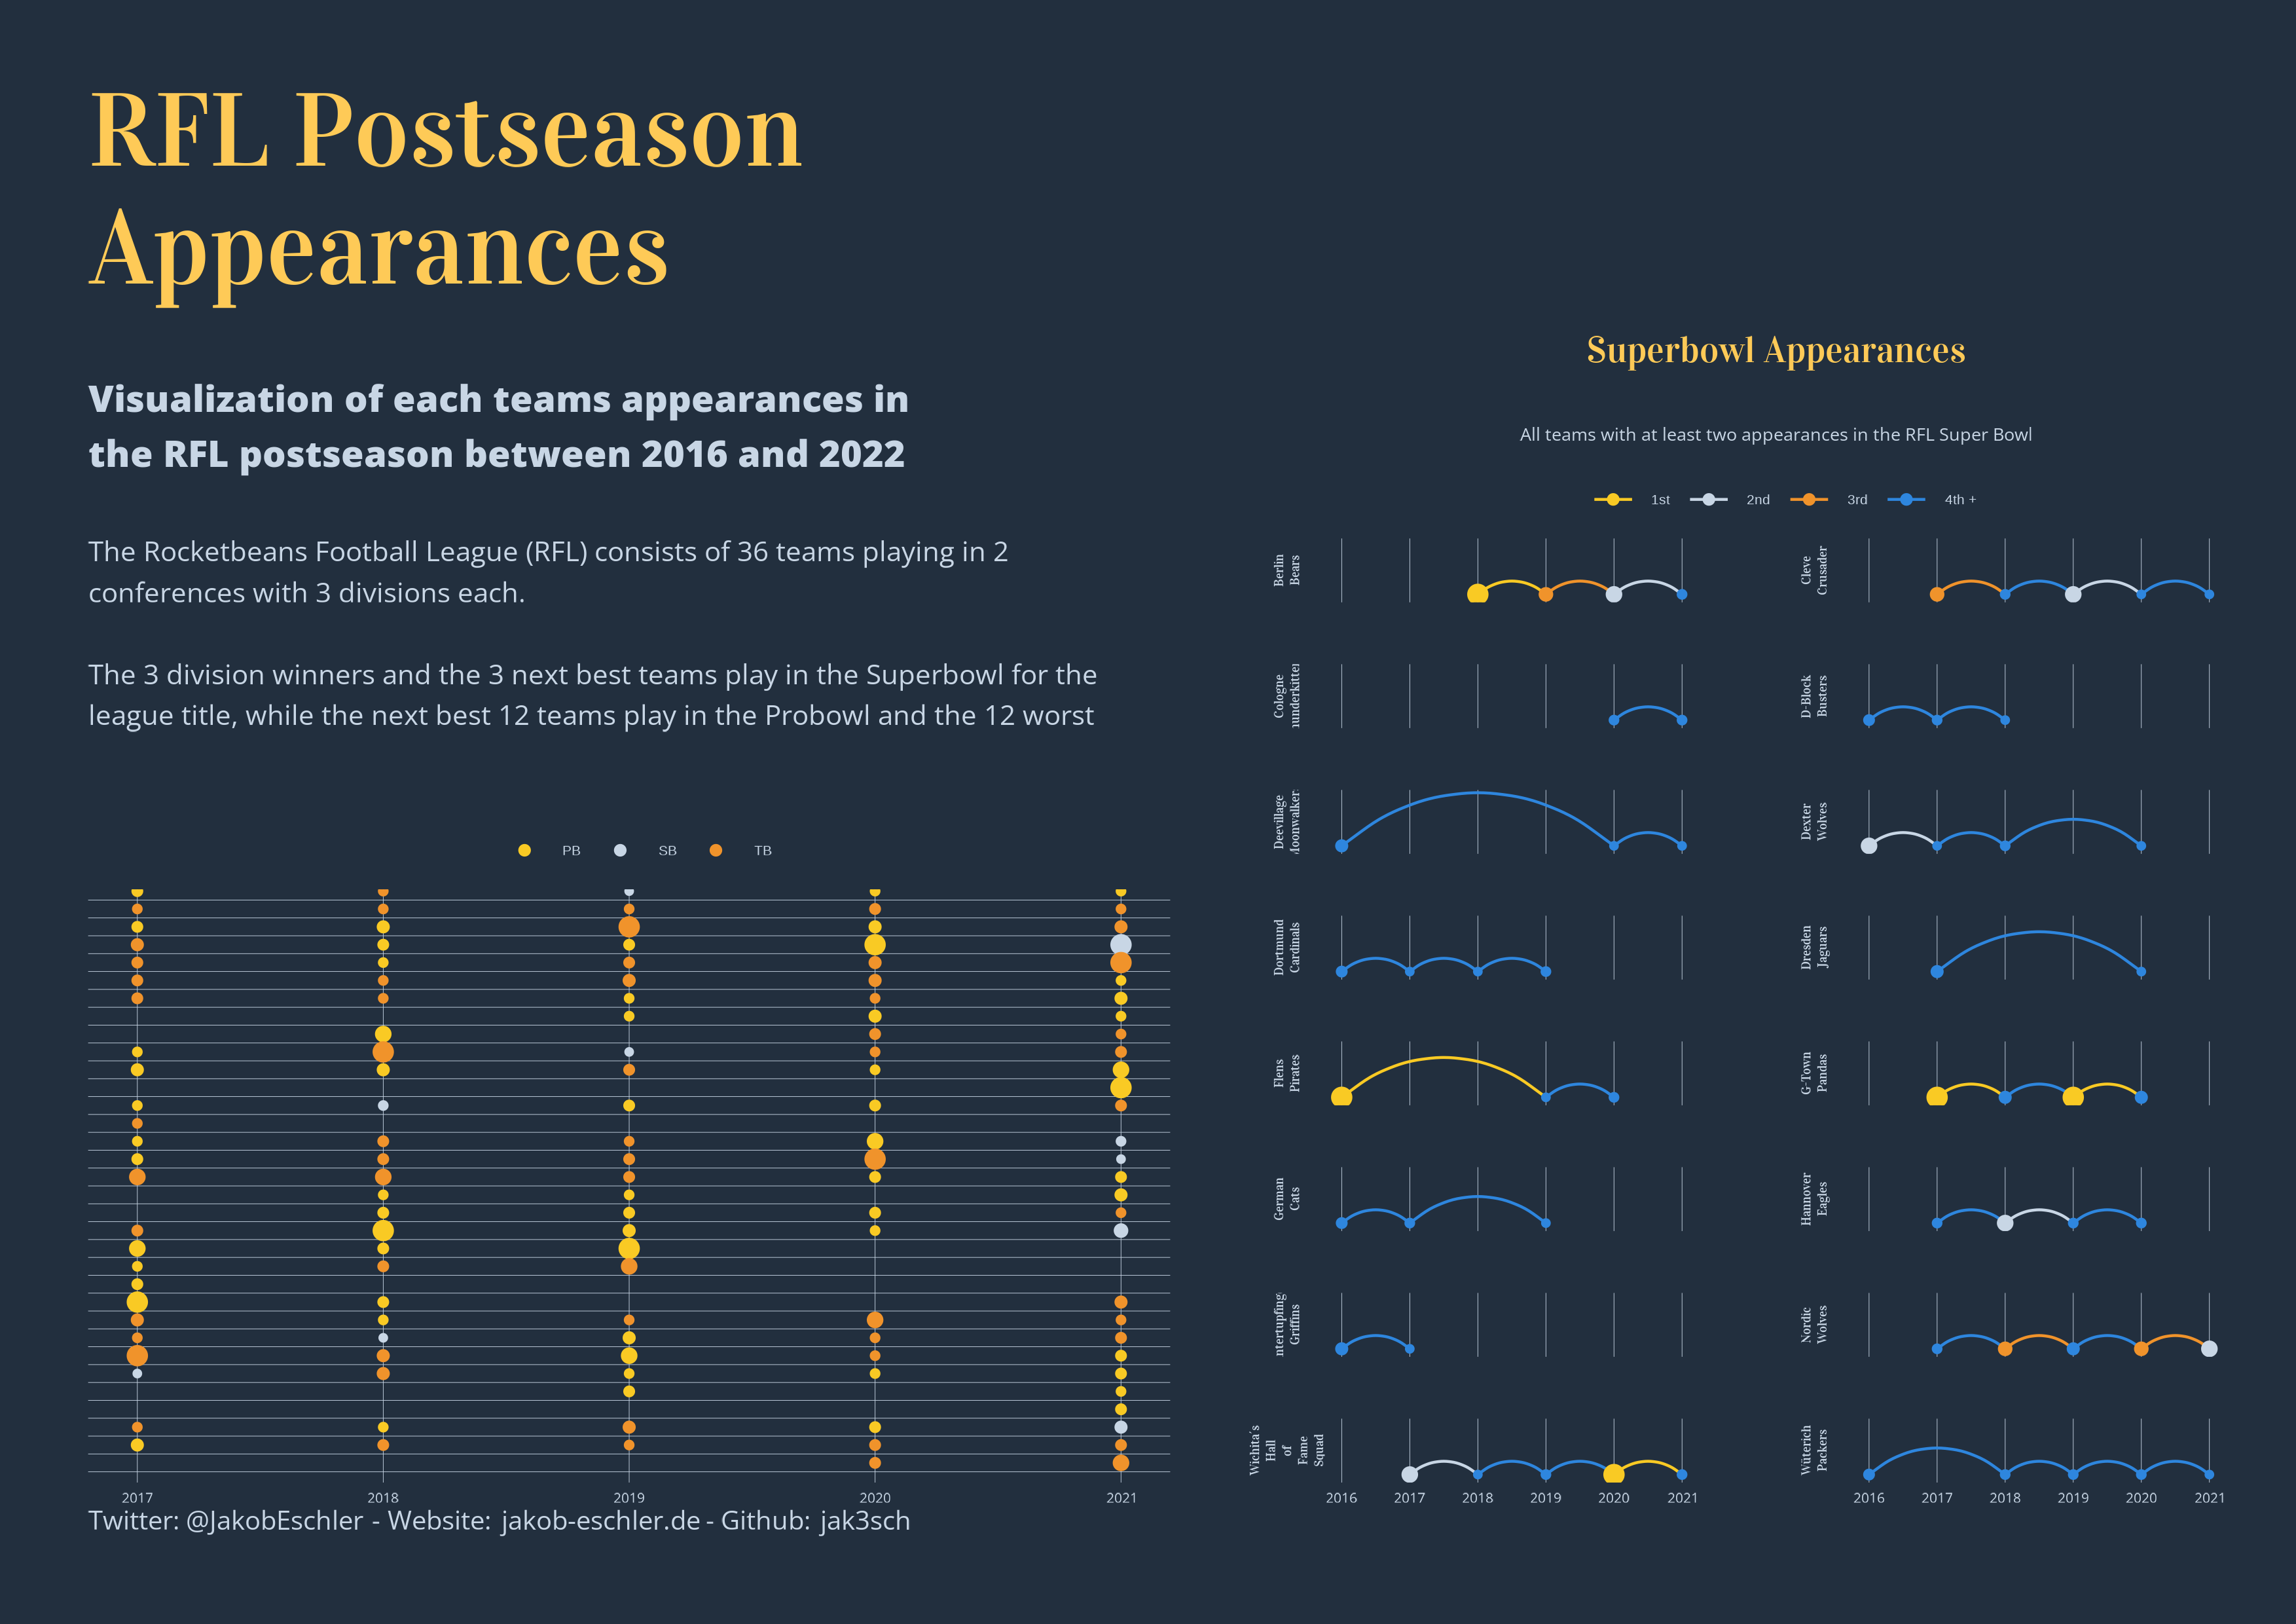 RFL Postseason
Appearances
Visualization of each teams appearances in
the RFL postseason between 2016 and 2022
The Rocketbeans Football League (RFL) consists of 36 teams playing in 2
conferences with 3 divisions each.
The 3 division winners and the 3 next best teams play in the Superbowl for the
league title, while the next best 12 teams play in the Probowl and the 12 worst
PB SB TB
2017 2018 2019 2020 2021
Twitter: @JakobEschler - Website: jakob-eschler.de - Github: jak3sch
Superbowl Appearances
All teams with at least two appearances in the RFL Super Bowl
1st 2nd 3rd 4th +
Berlin
Bears
Cleve
Crusader
Cologne
D-Block
Busters
Deevillage
Moonwalker
Dexter
Wolves
Dortmund
Cardinals
Dresden
Jaguars
Flens
Pirates
G-Town
Pandas
German
Cats
Hannover
Eagles
ntertupfing
Griffins
Nordic
Wolves
Wichita's
Hall
of
Fame
Squad
Wüterich
Packers
2016 2017 2018 2019 2020 2021
2016 2017 2018 2019 2020 2021